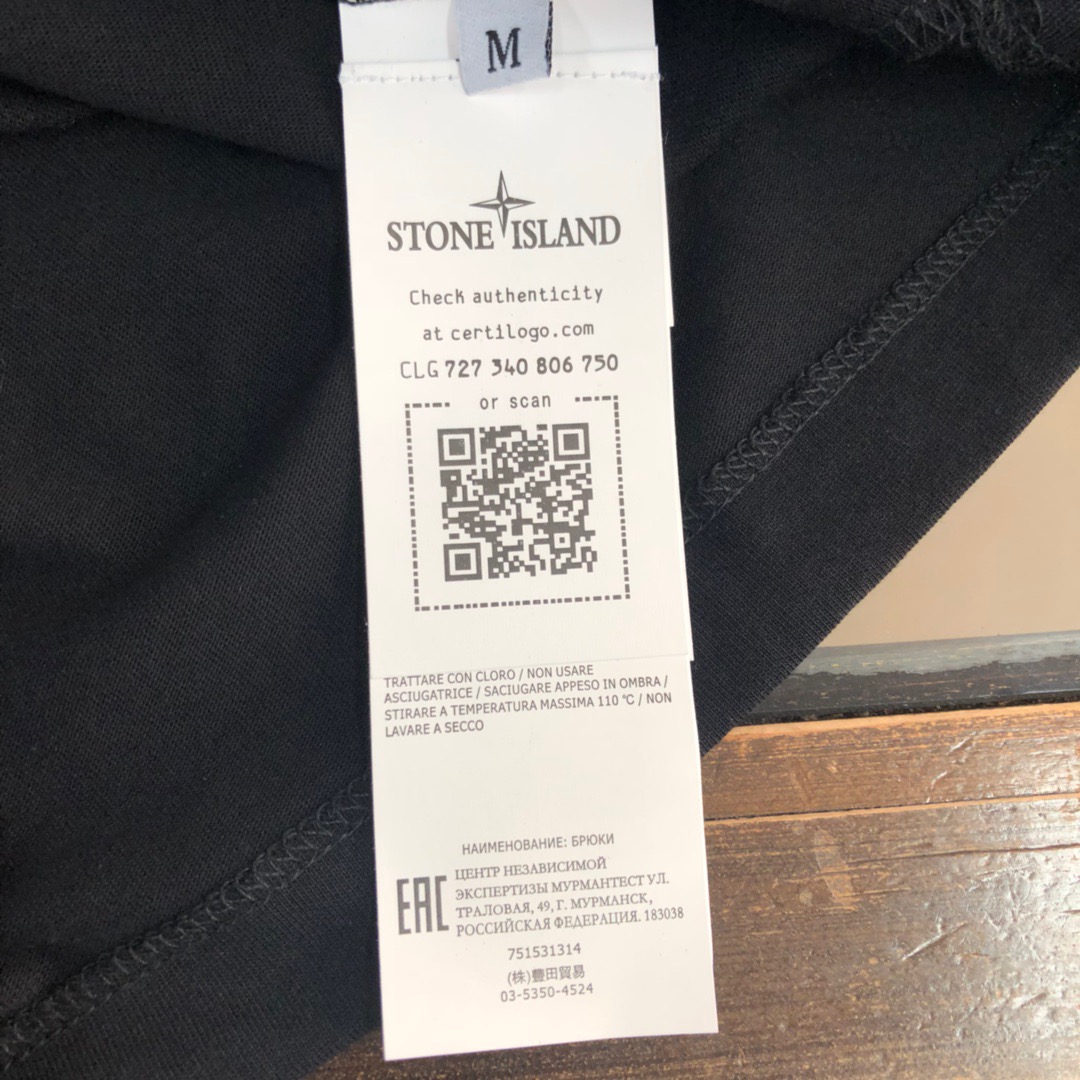 M
STONE ISLAND
Check authenticity
at certilogo.com
CLG 727 340 806 750
or scan
TRATTARE CON CLORO / NON USARE
ASCIUGATRICE / SACIUGARE APPESO IN OMBRA /
STIRARE A TEMPERATURA MASSIMA 110 ℃ / NON
LAVARE A SECCO
НАИМЕНОВАНИЕ: БРЮКИ
EAC
ЦЕНТР НЕЗАВИСИМОЙ
ЭКСПЕРТИЗЫ МУРМАНТЕСТ УЛ.
ТРАЛОВАЯ, 49, Г. МУРМАНСК,
РОССИЙСКАЯ ФЕДЕРАЦИЯ. 183038
751531314
(株)豊田貿易
03-5350-4524